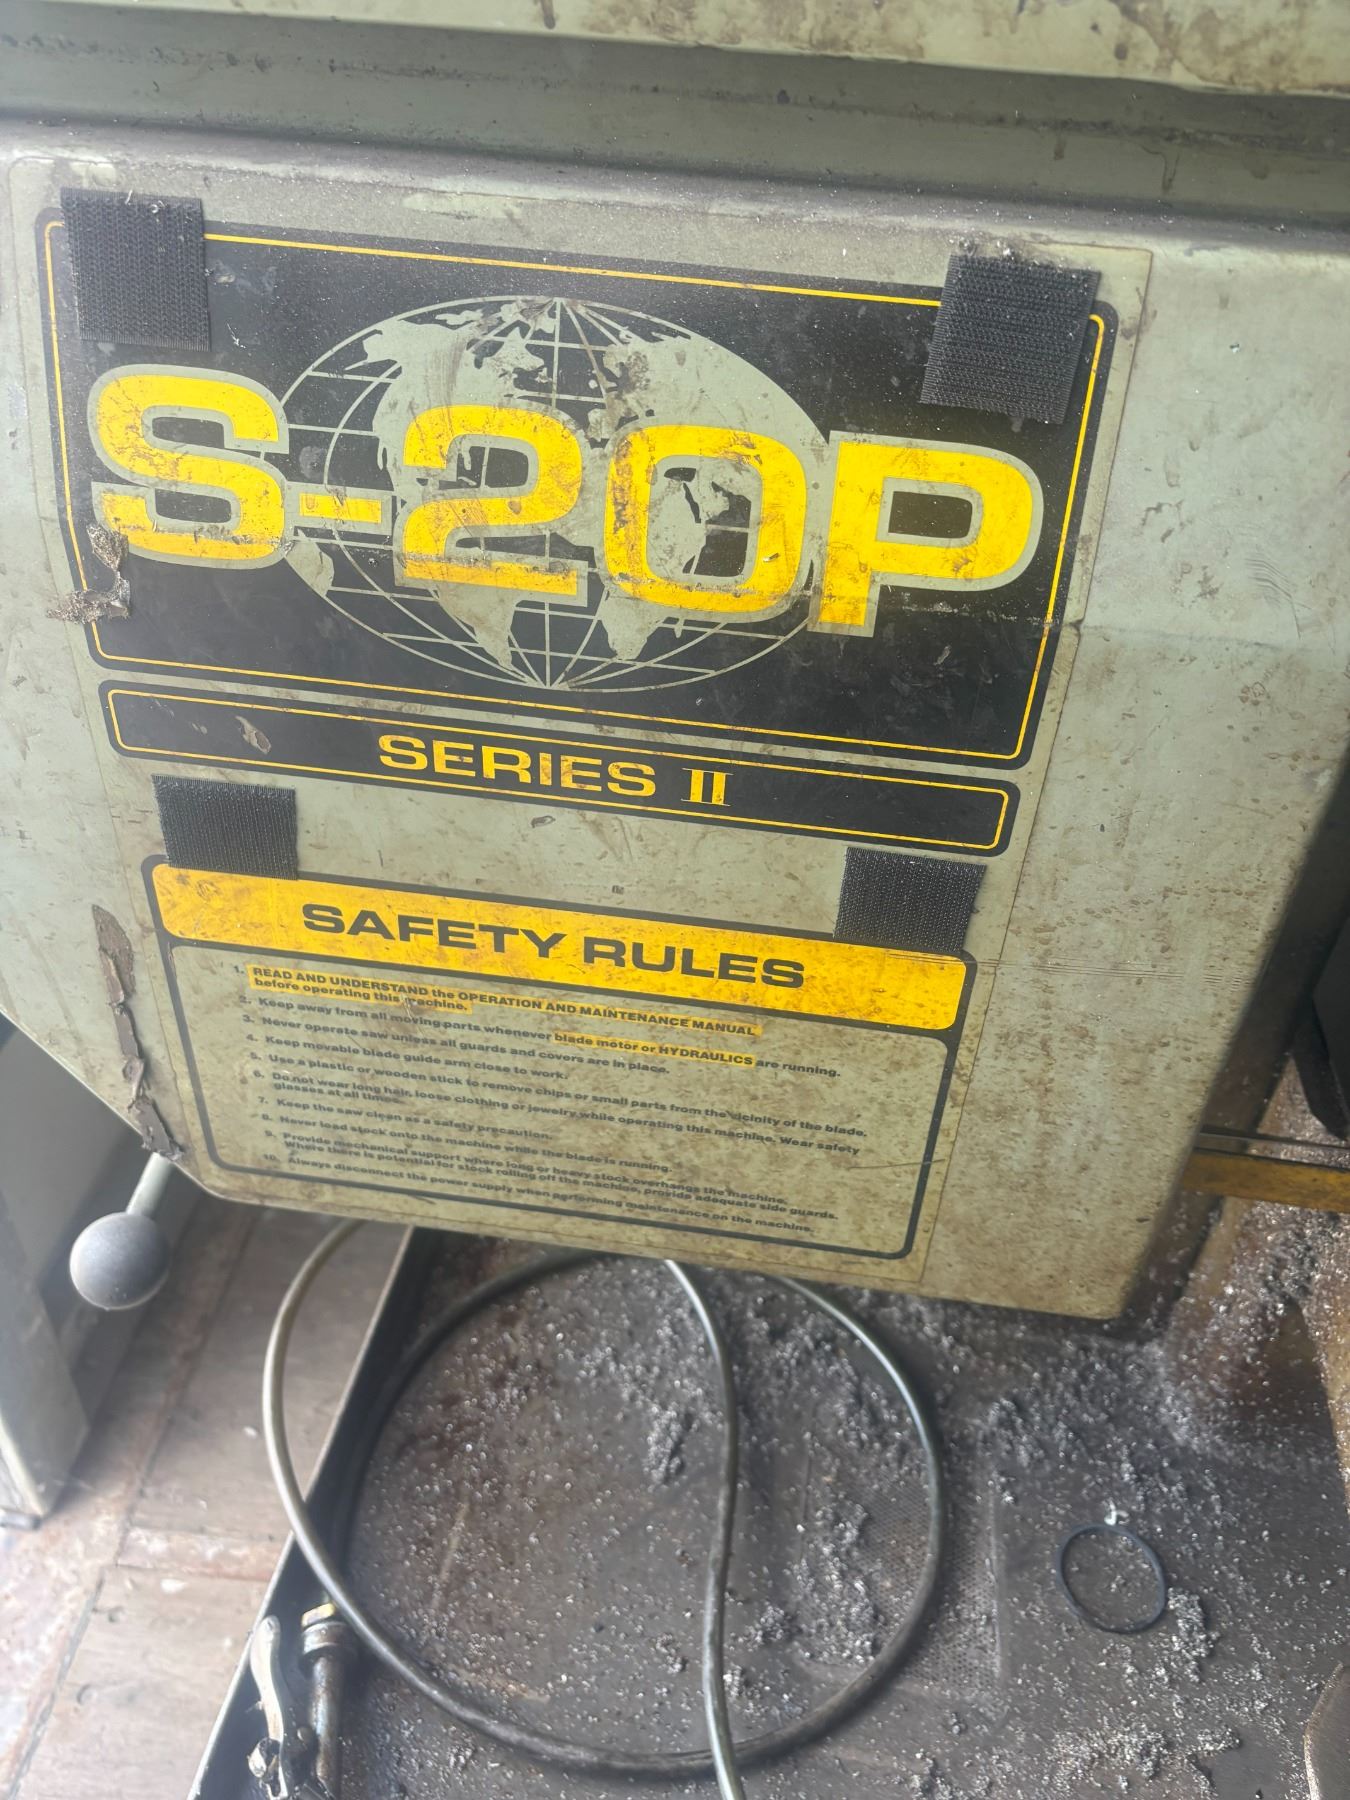 S-20P
SERIES II
SAFETY RULES
1. READ AND UNDERSTAND the OPERATION AND MAINTENANCE MANUAL
before operating this machine.
2. Keep away from all moving parts whenever blade motor or HYDRAULICS are running.
3. Never operate saw unless all guards and covers are in place.
4. Keep movable blade guide arm close to work.
5. Use a plastic or wooden stick to remove chips or small parts from the vicinity of the blade.
6. Do not wear long hair, loose clothing or jewelry while operating this machine. Wear safety
glasses at all times.
7. Keep the saw clean as a safety precaution.
8. Never load stock onto the machine while the blade is running.
9. Provide mechanical support where long or heavy stock overhangs the machine.
Where there is potential for stock rolling off the machine, provide adequate side guards.
10. Always disconnect the power supply when performing maintenance on the machine.